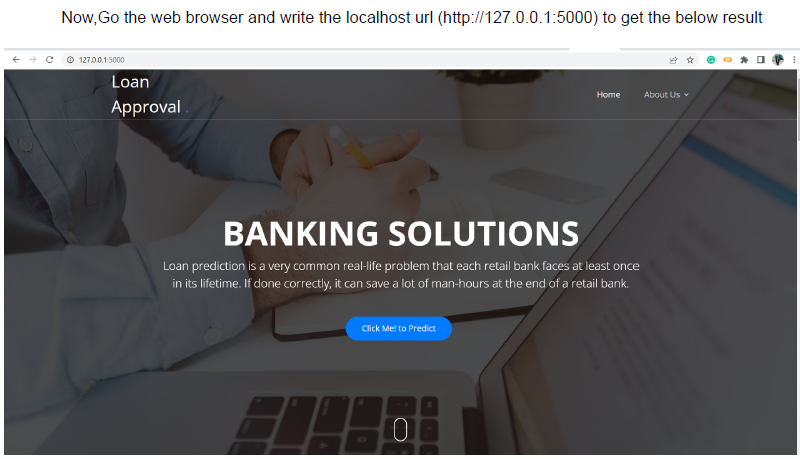 Now,Go the web browser and write the localhost url (http://127.0.0.1:5000) to get the below result
127.0.0.1:5000
Loan
Approval .
Home About Us
BANKING SOLUTIONS
Loan prediction is a very common real-life problem that each retail bank faces at least once
in its lifetime. If done correctly, it can save a lot of man-hours at the end of a retail bank.
Click Me! to Predict